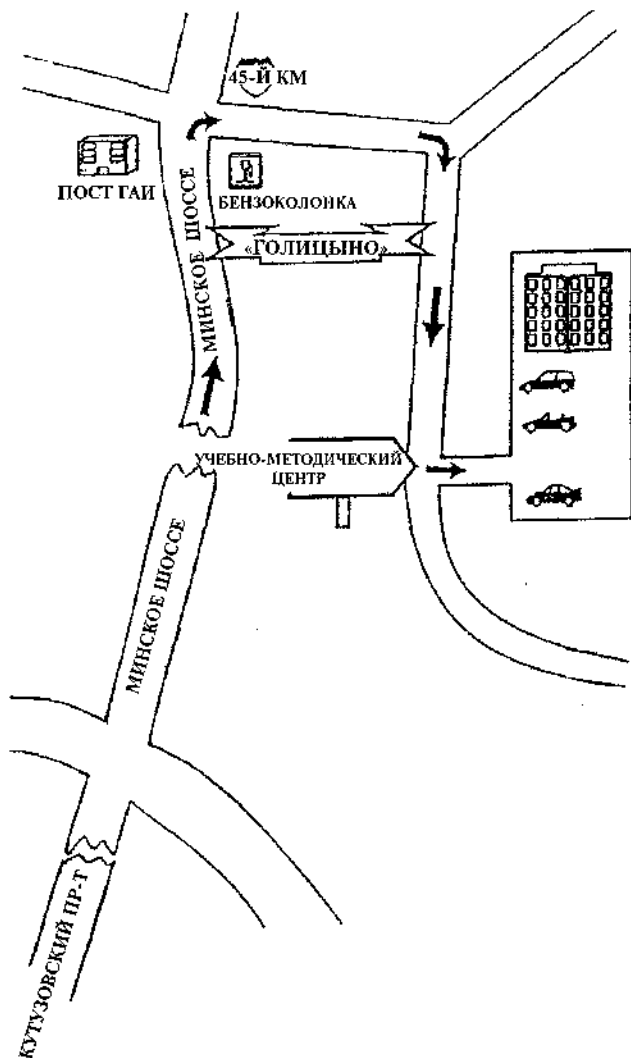 45-Й КМ
ПОСТ ГАИ
БЕНЗОКОЛОНКА
«ГОЛИЦЫНО»
МИНСКОЕ ШОССЕ
УЧЕБНО-МЕТОДИЧЕСКИЙ
ЦЕНТР
МИНСКОЕ ШОССЕ
КУТУЗОВСКИЙ ПР-Т